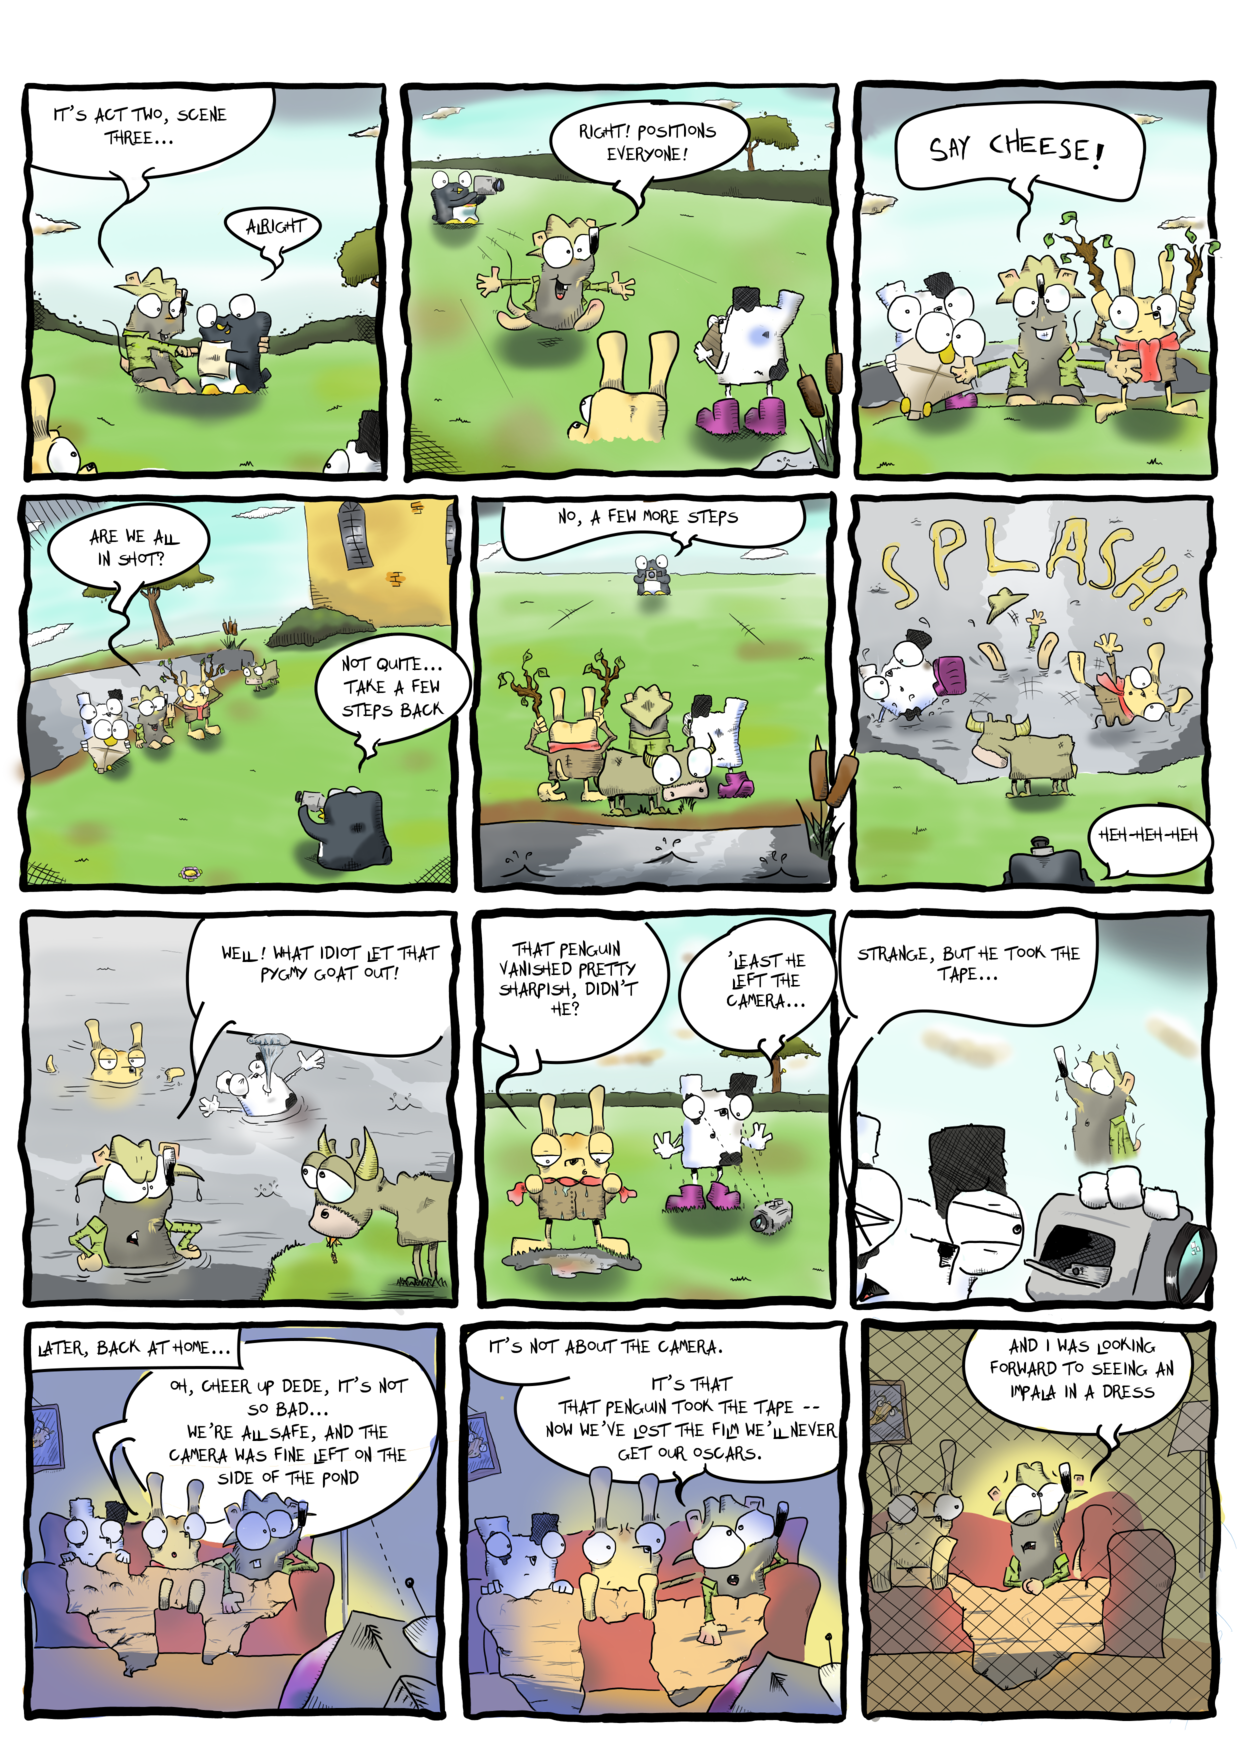 IT'S ACT TWO, SCENE
THREE...
ALRIGHT
RIGHT! POSITIONS
EVERYONE!
SAY CHEESE!
ARE WE ALL
IN SHOT?
NOT QUITE...
TAKE A FEW
STEPS BACK
NO, A FEW MORE STEPS
SPLASH!
HEH-HEH-HEH
WELL! WHAT IDIOT LET THAT
PYGMY GOAT OUT!
THAT PENGUIN
VANISHED PRETTY
SHARPISH, DIDN'T
HE?
'LEAST HE
LEFT THE
CAMERA...
STRANGE, BUT HE TOOK THE
TAPE...
LATER, BACK AT HOME...
OH, CHEER UP DEDE, IT'S NOT
SO BAD...
WE'RE ALL SAFE, AND THE
CAMERA WAS FINE LEFT ON THE
SIDE OF THE POND
IT'S NOT ABOUT THE CAMERA.
IT'S THAT
THAT PENGUIN TOOK THE TAPE --
NOW WE'VE LOST THE FILM WE'LL NEVER
GET OUR OSCARS.
AND I WAS LOOKING
FORWARD TO SEEING AN
IMPALA IN A DRESS